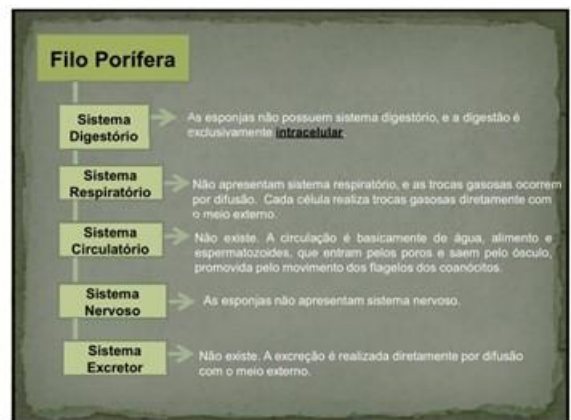 Filo Porífera
Sistema
Digestório
As esponjas não possuem sistema digestório, e a digestão é
exclusivamente intracelular
Sistema
Respiratório
Não apresentam sistema respiratório, e as trocas gasosas ocorrem
por difusão. Cada célula realiza trocas gasosas diretamente com
o meio externo.
Sistema
Circulatório
Não existe. A circulação é basicamente de água, alimento e
espermatozoides, que entram pelos poros e saem pelo ósculo,
promovida pelo movimento dos flagelos dos coanócitos.
Sistema
Nervoso
As esponjas não apresentam sistema nervoso.
Sistema
Excretor
Não existe. A excreção é realizada diretamente por difusão
com o meio externo.